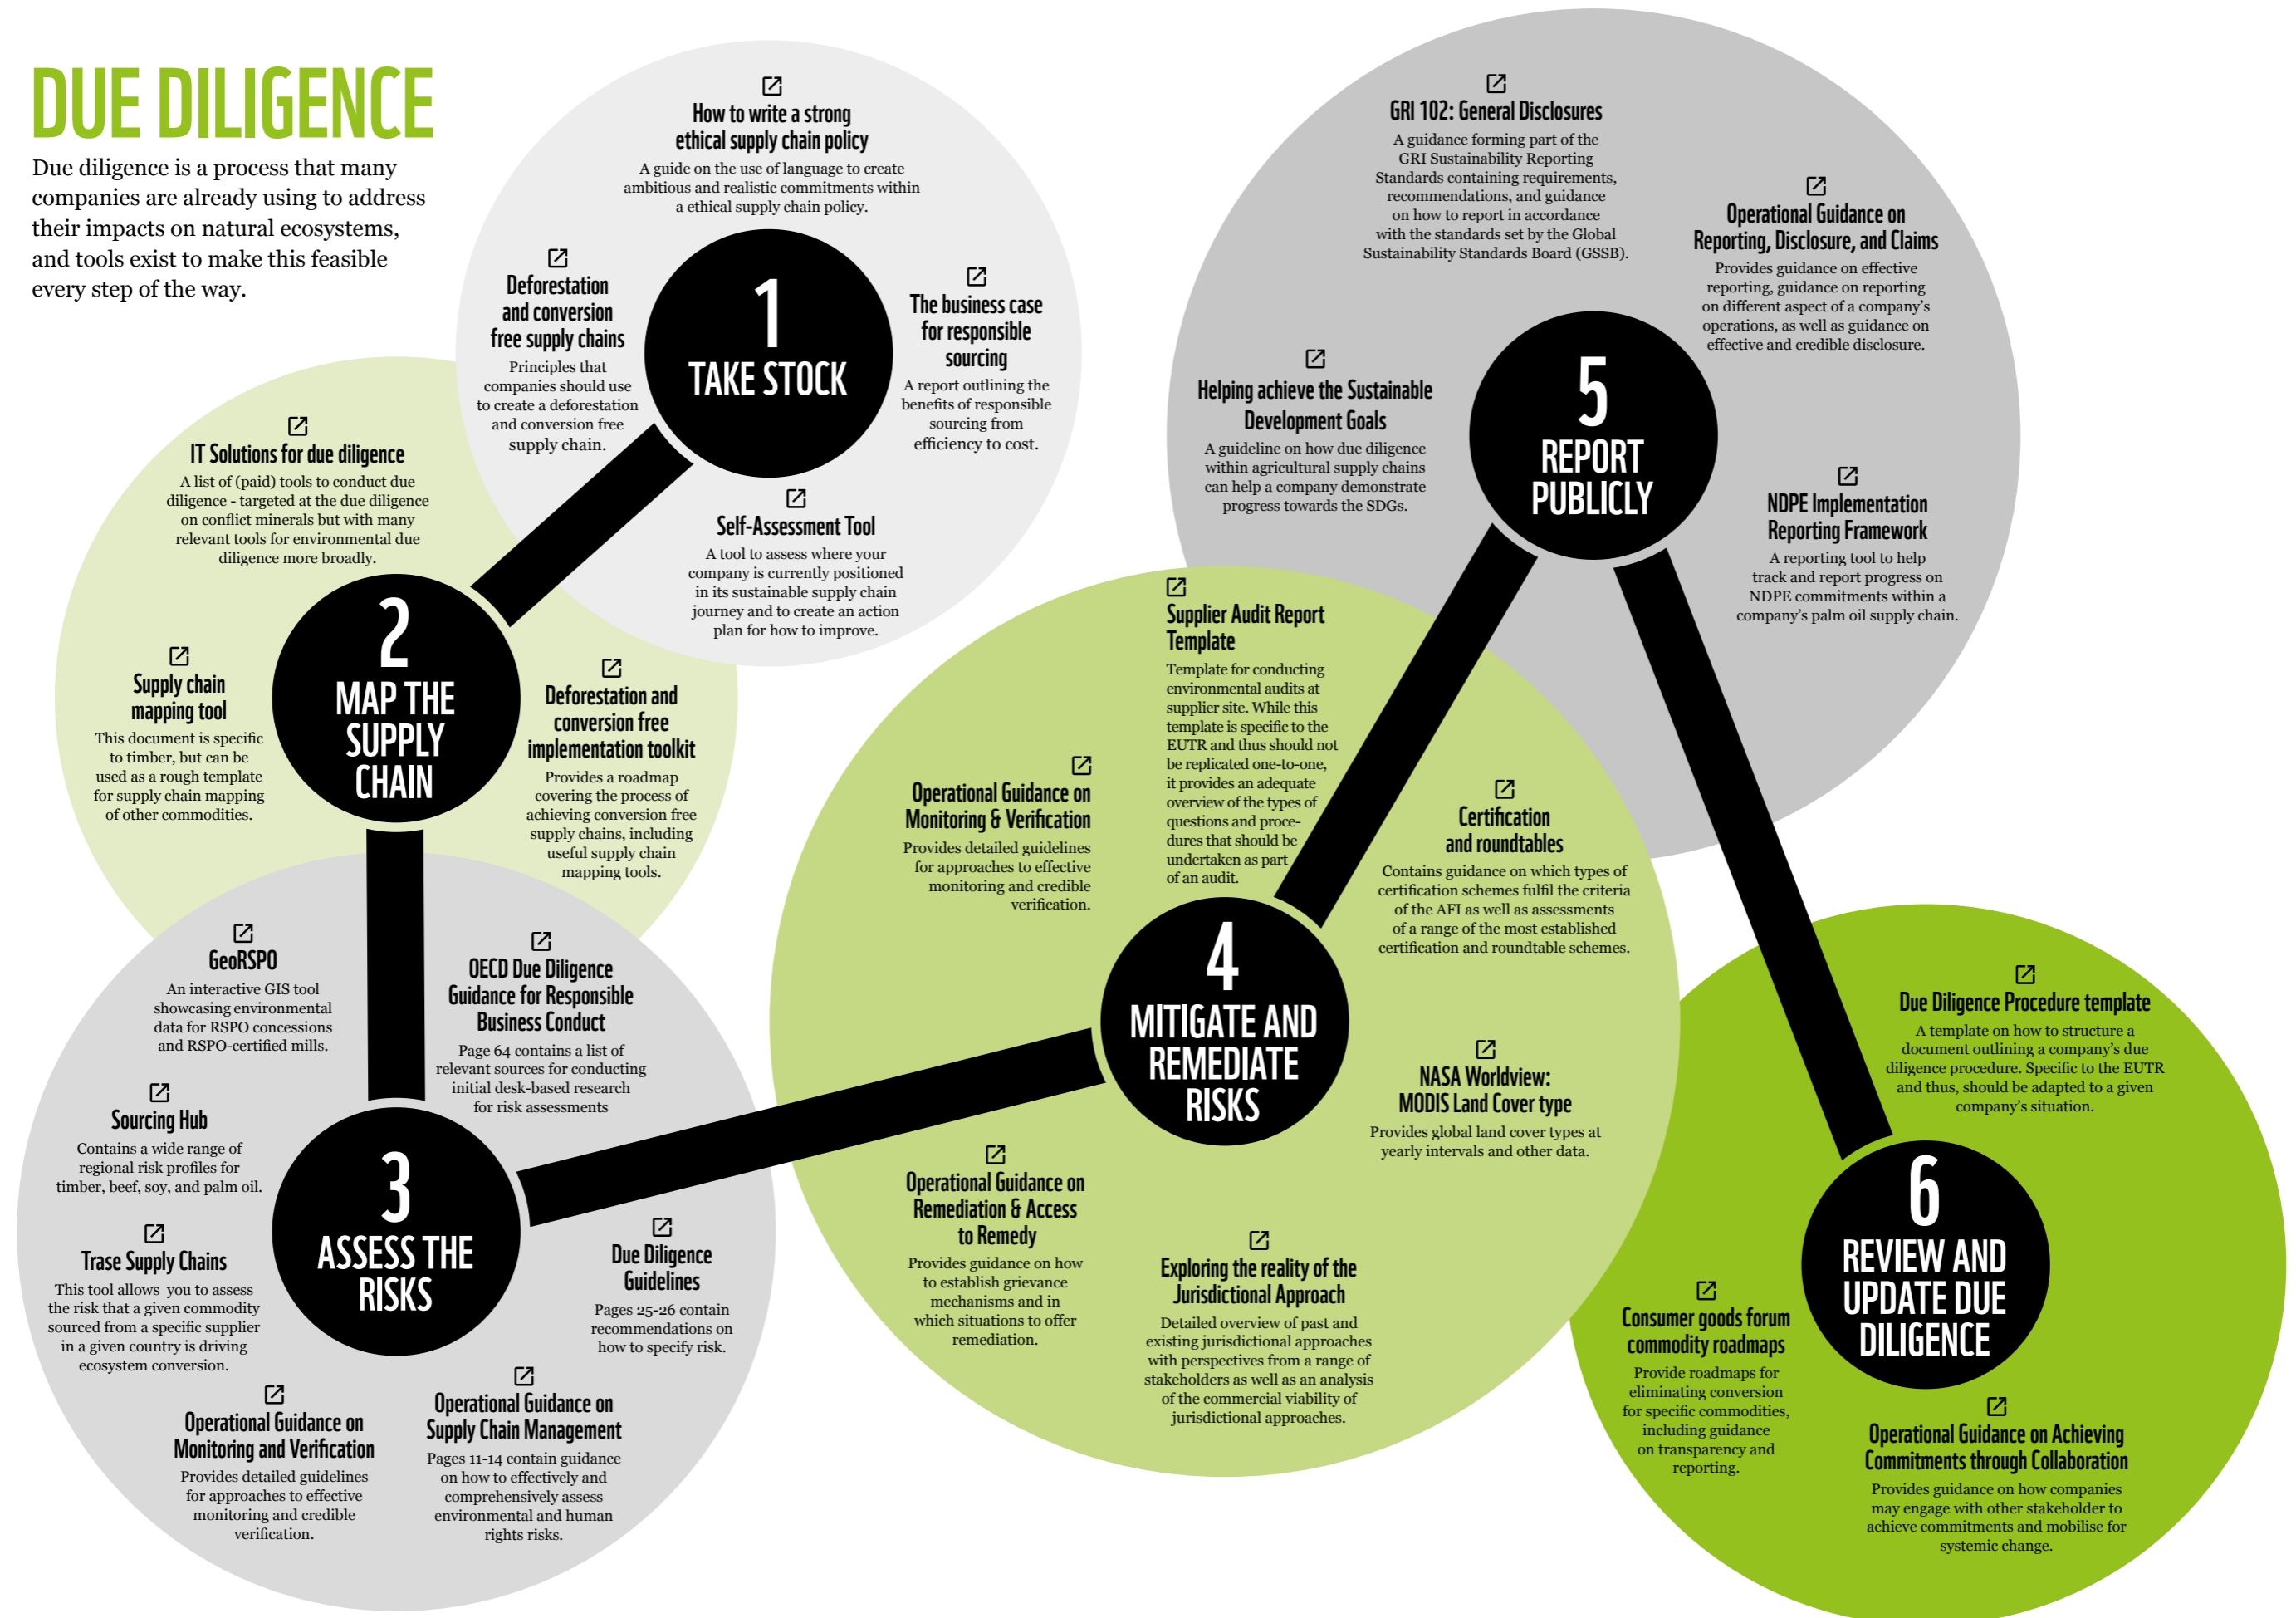 DUE DILIGENCE
Due diligence is a process that many
companies are already using to address
their impacts on natural ecosystems,
and tools exist to make this feasible
every step of the way.
How to write a strong
ethical supply chain policy
A guide on the use of language to create
ambitious and realistic commitments within
a ethical supply chain policy.
Deforestation
and conversion
free supply chains
Principles that
companies should use
to create a deforestation
and conversion free
supply chain.
1
TAKE STOCK
The business case
for responsible
sourcing
A report outlining the
benefits of responsible
sourcing from
efficiency to cost.
Self-Assessment Tool
A tool to assess where your
company is currently positioned
in its sustainable supply chain
journey and to create an action
plan for how to improve.
IT Solutions for due diligence
A list of (paid) tools to conduct due
diligence - targeted at the due diligence
on conflict minerals but with many
relevant tools for environmental due
diligence more broadly.
2
MAP THE
SUPPLY
CHAIN
Supply chain
mapping tool
This document is specific
to timber, but can be
used as a rough template
for supply chain mapping
of other commodities.
Deforestation and
conversion free
implementation toolkit
Provides a roadmap
covering the process of
achieving conversion free
supply chains, including
useful supply chain
mapping tools.
GeoRSPO
An interactive GIS tool
showcasing environmental
data for RSPO concessions
and RSPO-certified mills.
OECD Due Diligence
Guidance for Responsible
Business Conduct
Page 64 contains a list of
relevant sources for conducting
initial desk-based research
for risk assessments
Sourcing Hub
Contains a wide range of
regional risk profiles for
timber, beef, soy, and palm oil.
3
ASSESS THE
RISKS
Trase Supply Chains
This tool allows you to assess
the risk that a given commodity
sourced from a specific supplier
in a given country is driving
ecosystem conversion.
Due Diligence
Guidelines
Pages 25-26 contain
recommendations on
how to specify risk.
Operational Guidance on
Monitoring and Verification
Provides detailed guidelines
for approaches to effective
monitoring and credible
verification.
Operational Guidance on
Supply Chain Management
Pages 11-14 contain guidance
on how to effectively and
comprehensively assess
environmental and human
rights risks.
Supplier Audit Report
Template
Template for conducting
environmental audits at
supplier site. While this
template is specific to the
EUTR and thus should not
be replicated one-to-one,
it provides an adequate
overview of the types of
questions and proce-
dures that should be
undertaken as part
of an audit.
Operational Guidance on
Monitoring & Verification
Provides detailed guidelines
for approaches to effective
monitoring and credible
verification.
Certification
and roundtables
Contains guidance on which types of
certification schemes fulfil the criteria
of the AFI as well as assessments
of a range of the most established
certification and roundtable schemes.
4
MITIGATE AND
REMEDIATE
RISKS
NASA Worldview:
MODIS Land Cover type
Provides global land cover types at
yearly intervals and other data.
Operational Guidance on
Remediation & Access
to Remedy
Provides guidance on how
to establish grievance
mechanisms and in
which situations to offer
remediation.
Exploring the reality of the
Jurisdictional Approach
Detailed overview of past and
existing jurisdictional approaches
with perspectives from a range of
stakeholders as well as an analysis
of the commercial viability of
jurisdictional approaches.
GRI 102: General Disclosures
A guidance forming part of the
GRI Sustainability Reporting
Standards containing requirements,
recommendations, and guidance
on how to report in accordance
with the standards set by the Global
Sustainability Standards Board (GSSB).
Operational Guidance on
Reporting, Disclosure, and Claims
Provides guidance on effective
reporting, guidance on reporting
on different aspect of a company's
operations, as well as guidance on
effective and credible disclosure.
Helping achieve the Sustainable
Development Goals
A guideline on how due diligence
within agricultural supply chains
can help a company demonstrate
progress towards the SDGs.
5
REPORT
PUBLICLY
NDPE Implementation
Reporting Framework
A reporting tool to help
track and report progress on
NDPE commitments within a
company's palm oil supply chain.
Due Diligence Procedure template
A template on how to structure a
document outlining a company's due
diligence procedure. Specific to the EUTR
and thus, should be adapted to a given
company's situation.
6
REVIEW AND
UPDATE DUE
DILIGENCE
Consumer goods forum
commodity roadmaps
Provide roadmaps for
eliminating conversion
for specific commodities,
including guidance
on transparency and
reporting.
Operational Guidance on Achieving
Commitments through Collaboration
Provides guidance on how companies
may engage with other stakeholder to
achieve commitments and mobilise for
systemic change.